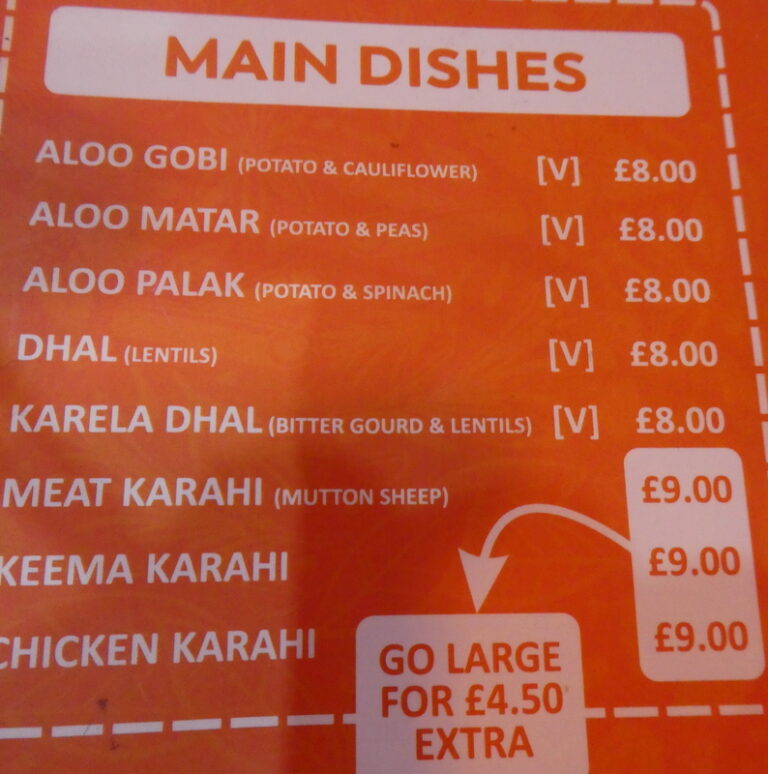 MAIN DISHES
ALOO GOBI (POTATO & CAULIFLOWER) [V] £8.00
ALOO MATAR (POTATO & PEAS) [V] £8.00
ALOO PALAK (POTATO & SPINACH) [V] £8.00
DHAL (LENTILS) [V] £8.00
KARELA DHAL (BITTER GOURD & LENTILS) [V] £8.00
MEAT KARAHI (MUTTON SHEEP) £9.00
KEEMA KARAHI £9.00
CHICKEN KARAHI £9.00
GO LARGE
FOR £4.50
EXTRA